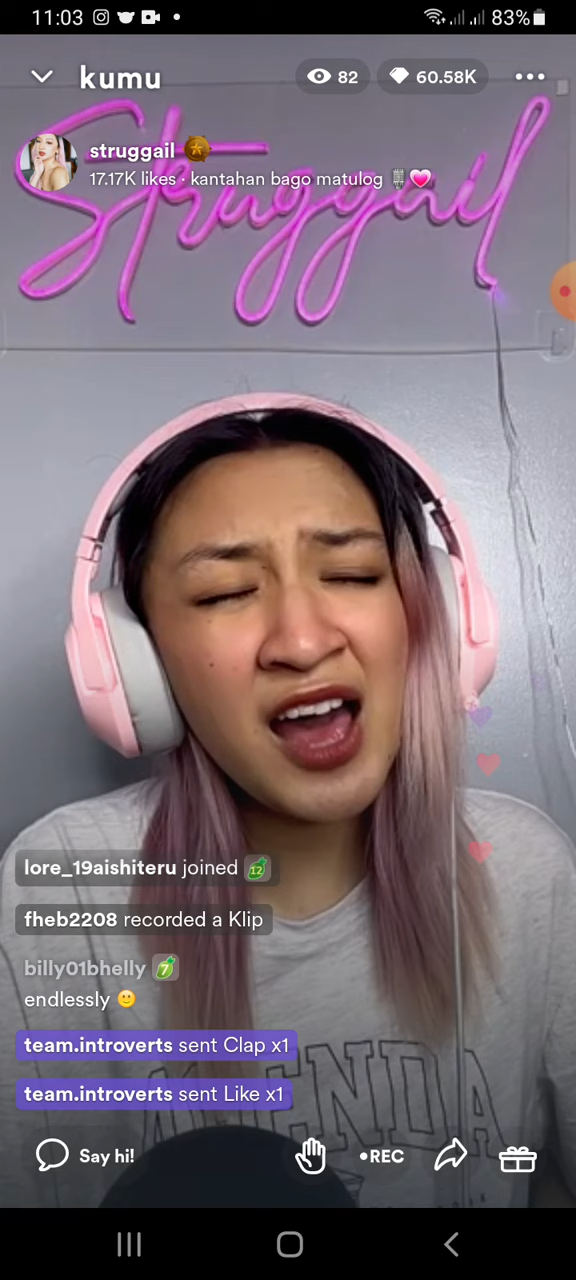 11:03
83%
kumu
82
60.58K
struggail
17.17K likes · kantahan bago matulog
Struggail
lore_19aishiteru joined 12
fheb2208 recorded a Klip
billy01bhelly 7
endlessly
team.introverts sent Clap x1
team.introverts sent Like x1
Say hi!
•REC